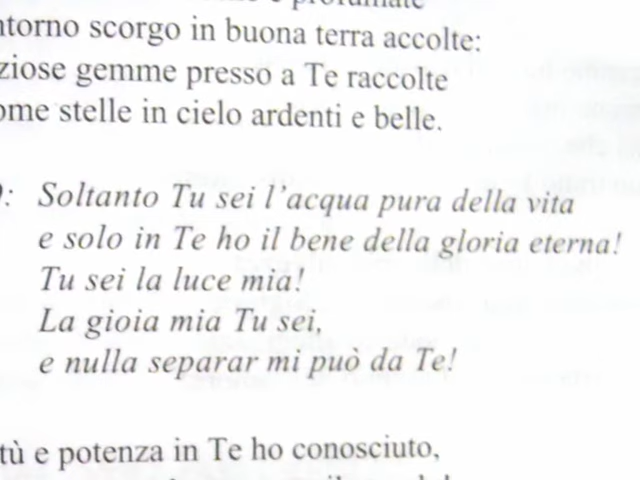 profumate
ntorno scorgo in buona terra accolte:
ziose gemme presso a Te raccolte
ome stelle in cielo ardenti e belle.
: Soltanto Tu sei l'acqua pura della vita
e solo in Te ho il bene della gloria eterna!
Tu sei la luce mia!
La gioia mia Tu sei,
e nulla separar mi può da Te!
tù e potenza in Te ho conosciuto,